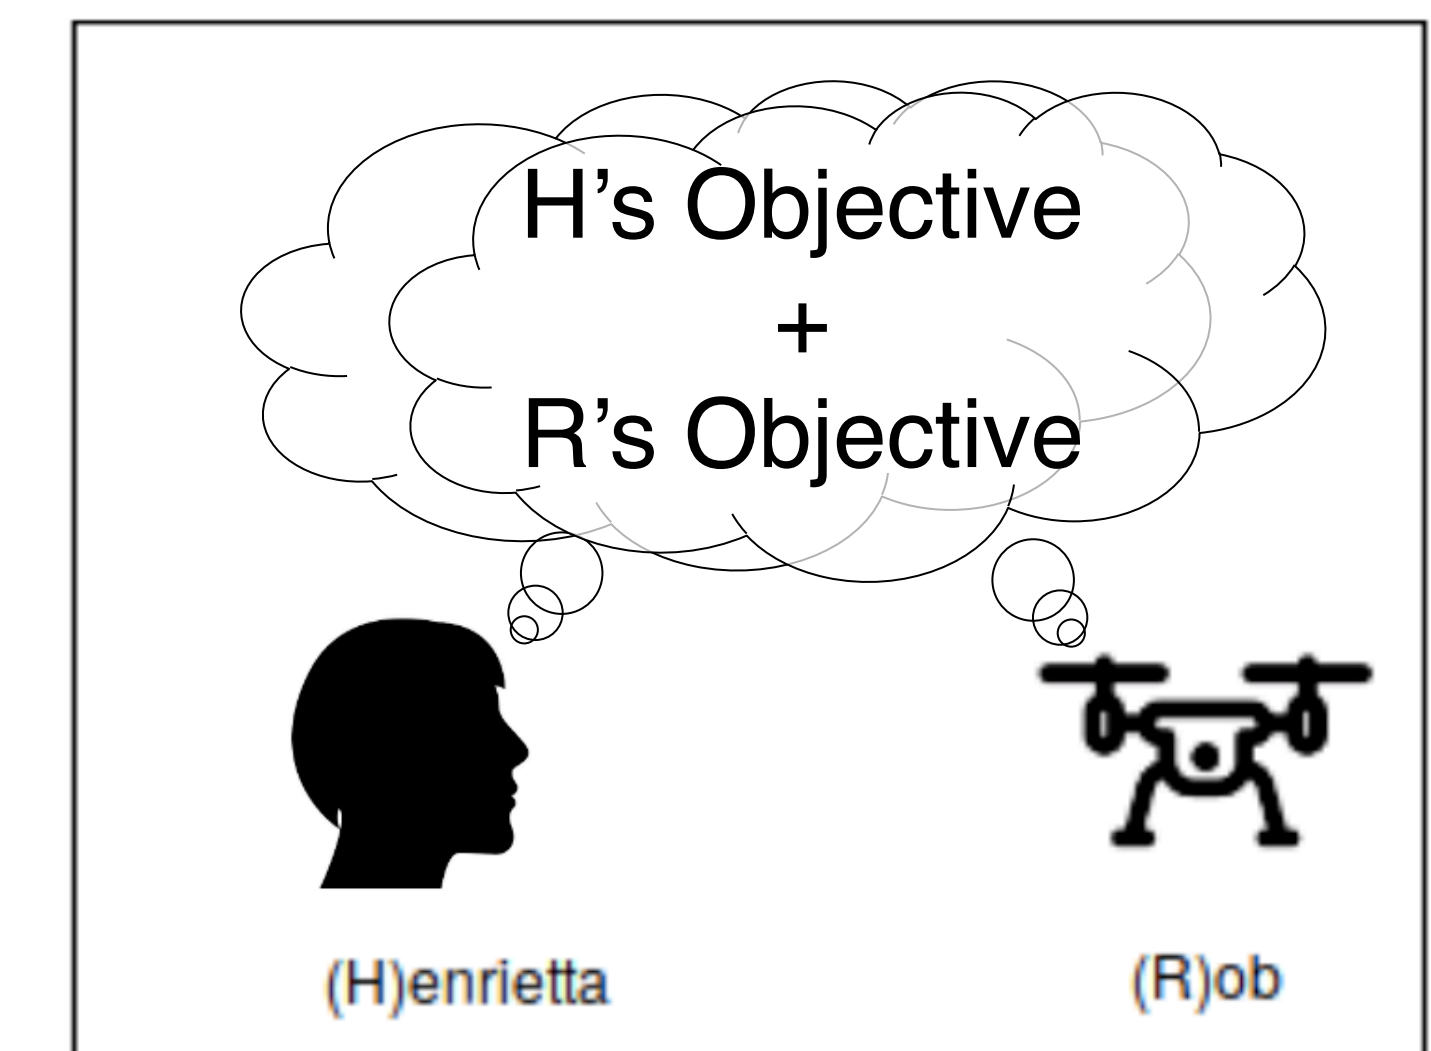 H’s Objective
+
R’s Objective
(H)enrietta
(R)ob